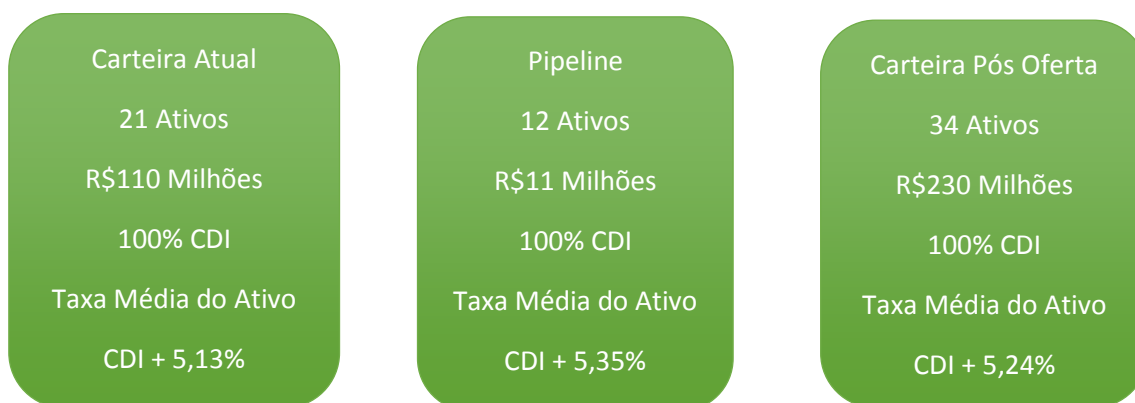 Carteira Atual
21 Ativos
R$110 Milhões
100% CDI
Taxa Média do Ativo
CDI + 5,13%
Pipeline
12 Ativos
R$11 Milhões
100% CDI
Taxa Média do Ativo
CDI + 5,35%
Carteira Pós Oferta
34 Ativos
R$230 Milhões
100% CDI
Taxa Média do Ativo
CDI + 5,24%